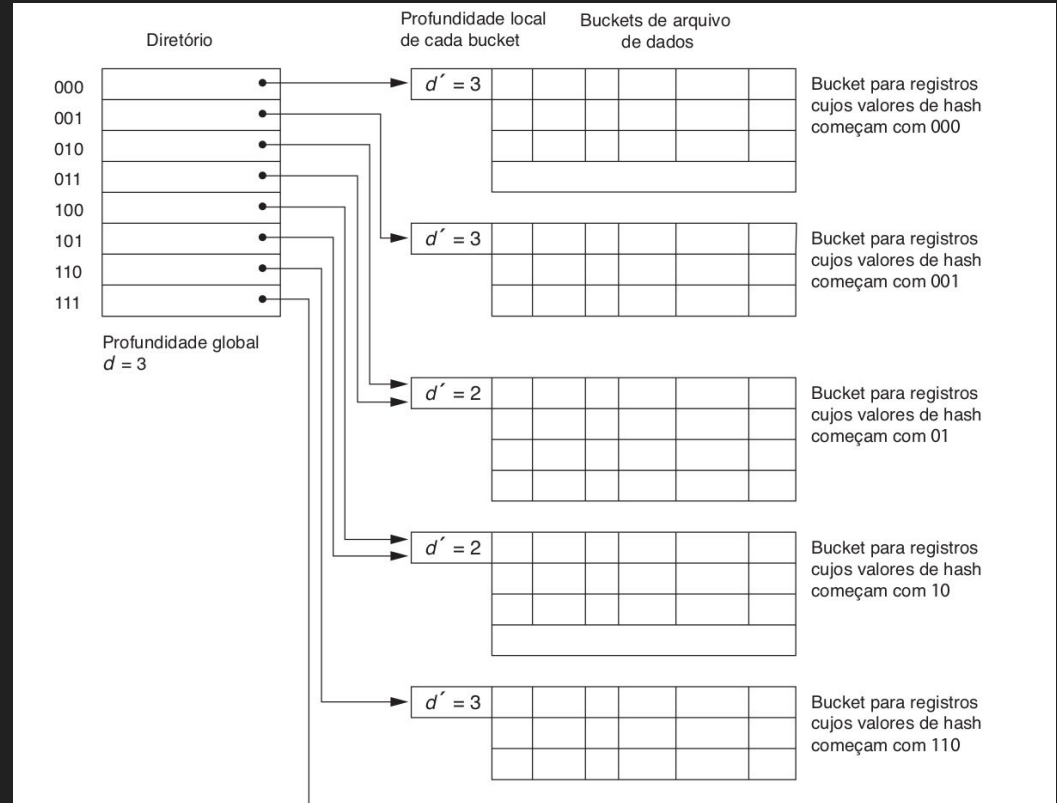 Diretório
Profundidade local
de cada bucket
Buckets de arquivo
de dados
000
001
010
011
100
101
110
111
Profundidade global
d = 3
d´ = 3
Bucket para registros
cujos valores de hash
começam com 000
d´ = 3
Bucket para registros
cujos valores de hash
começam com 001
d´ = 2
Bucket para registros
cujos valores de hash
começam com 01
d´ = 2
Bucket para registros
cujos valores de hash
começam com 10
d´ = 3
Bucket para registros
cujos valores de hash
começam com 110